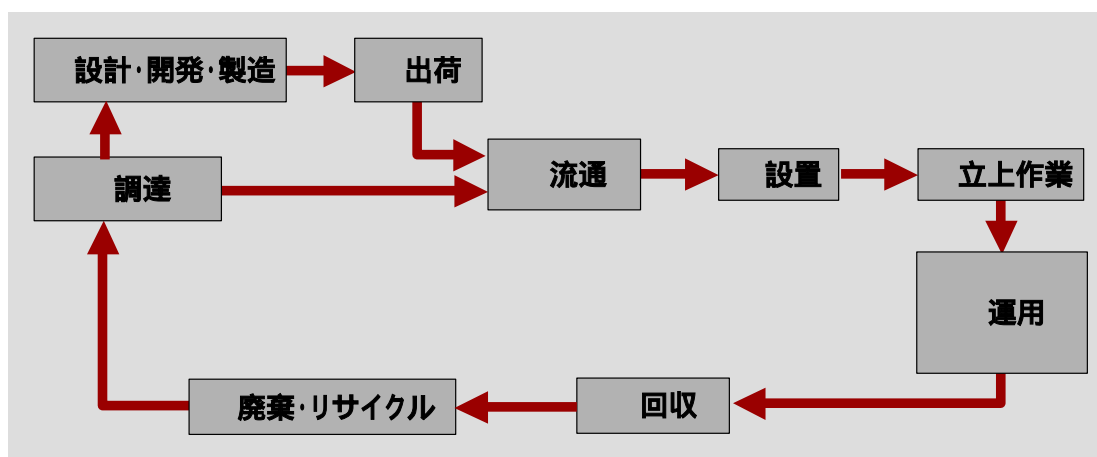 設計・開発・製造
出荷
調達
流通
設置
立上作業
運用
廃棄・リサイクル
回収